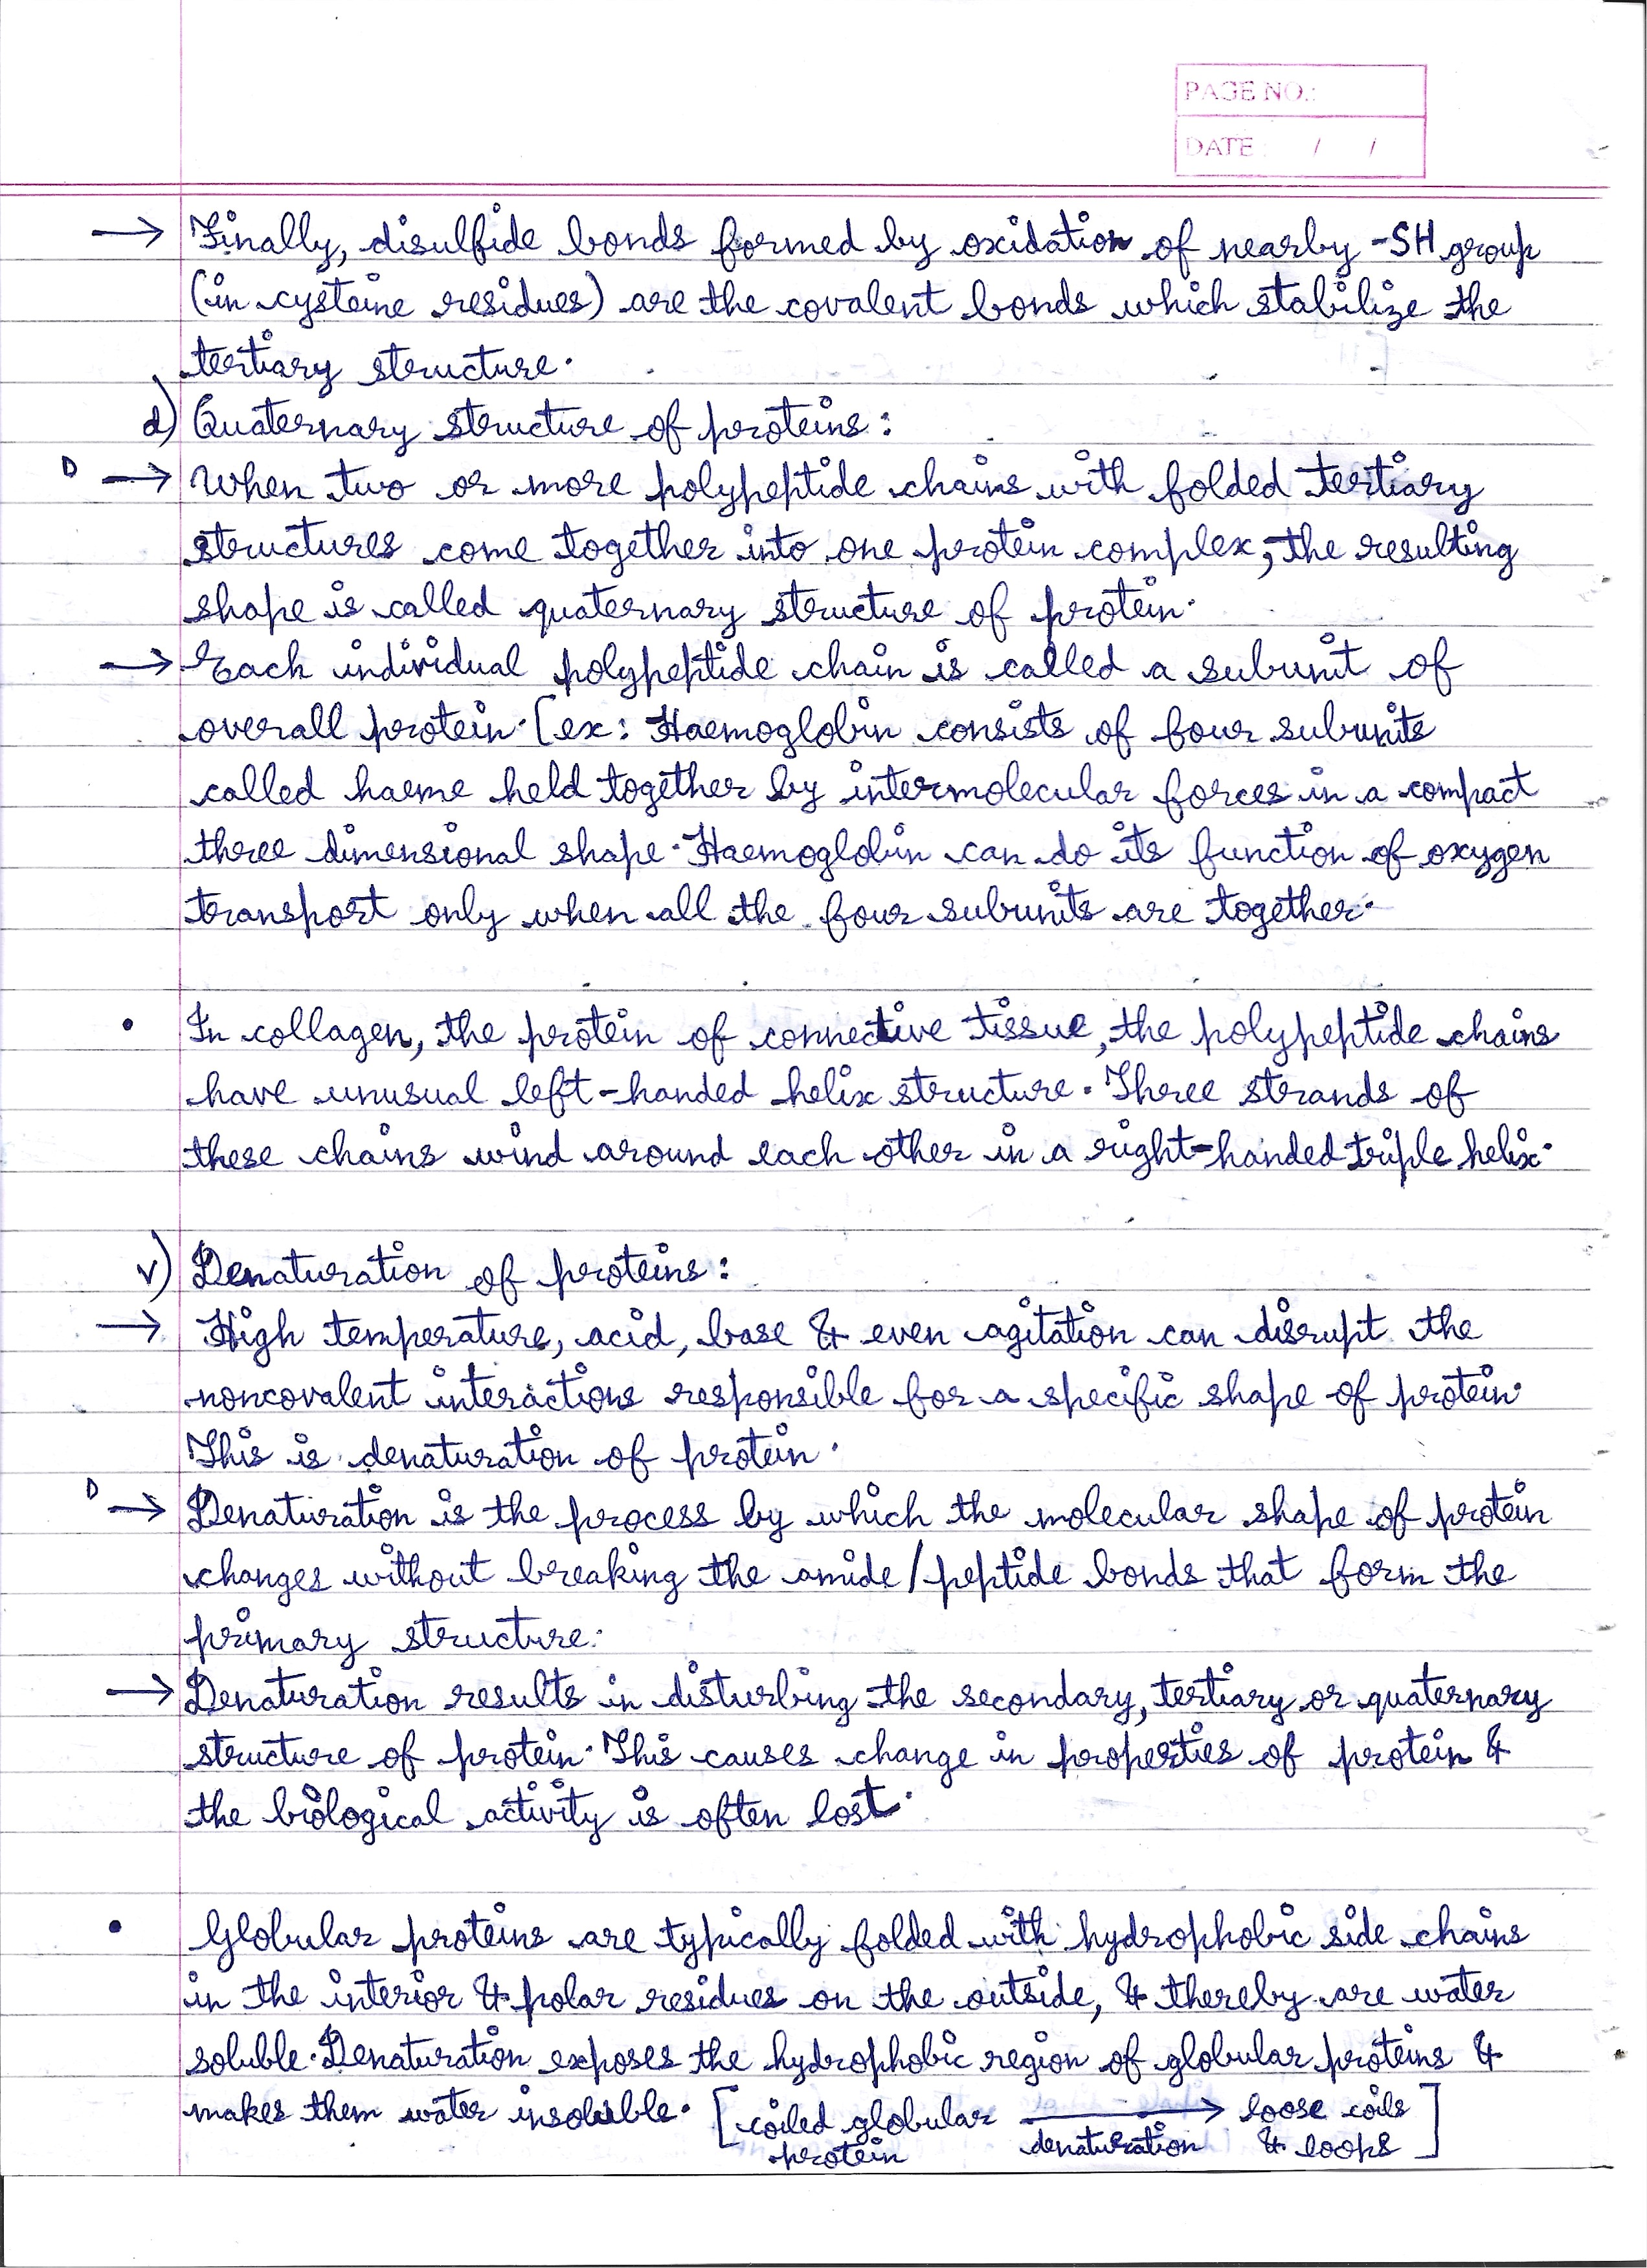 PAGE NO.:
DATE : / /
→ Finally, disulfide bonds formed by oxidation of nearby -SH group
(in cysteine residues) are the covalent bonds which stabilize the
tertiary structure.
d) Quaternary structure of proteins:
D → When two or more polypeptide chains with folded tertiary
structures come together into one protein complex, the resulting
shape is called quaternary structure of protein.
→ Each individual polypeptide chain is called a subunit of
overall protein. [ex: Haemoglobin consists of four subunits
called haeme held together by intermolecular forces in a compact
three dimensional shape. Haemoglobin can do its function of oxygen
transport only when all the four subunits are together.
• In collagen, the protein of connective tissue, the polypeptide chains
have unusual left-handed helix structure. Three strands of
these chains wind around each other in a right-handed triple helix.
v) Denaturation of proteins:
→ High temperature, acid, base & even agitation can disrupt the
noncovalent interactions responsible for a specific shape of protein.
This is denaturation of protein.
D → Denaturation is the process by which the molecular shape of protein
changes without breaking the amide/peptide bonds that form the
primary structure.
→ Denaturation results in disturbing the secondary, tertiary or quaternary
structure of protein. This causes change in properties of protein &
the biological activity is often lost.
• Globular proteins are typically folded with hydrophobic side chains
in the interior & polar residues on the outside, & thereby are water
soluble. Denaturation exposes the hydrophobic region of globular proteins &
makes them water insoluble. [coiled globular → loose coils]
protein denaturation & loops